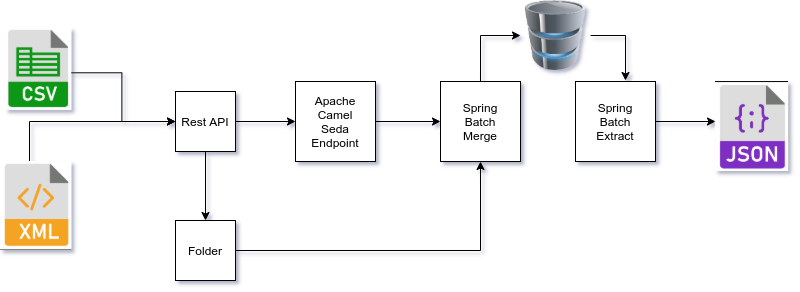 CSV
XML
</>
Rest API
Folder
Apache
Camel
Seda
Endpoint
Spring
Batch
Merge
Spring
Batch
Extract
{;}
JSON